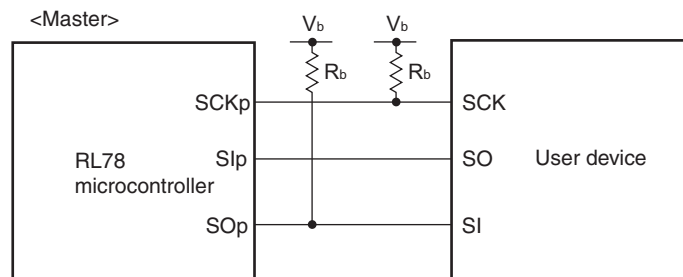 <Master>
Vb
Vb
Rb
Rb
SCKp
SCK
RL78
microcontroller
SIp
SO
User device
SOp
SI